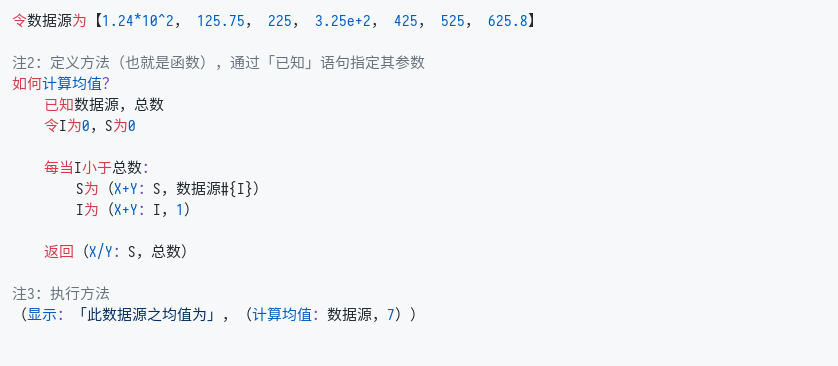 令数据源为【1.24*10^2， 125.75， 225， 3.25e+2， 425， 525， 625.8】
注2：定义方法（也就是函数），通过「已知」语句指定其参数
如何计算均值？
已知数据源，总数
令I为0，S为0
每当I小于总数：
S为（X+Y：S，数据源#{I}）
I为（X+Y：I，1）
返回（X/Y：S，总数）
注3：执行方法
（显示：「此数据源之均值为」，（计算均值：数据源，7））